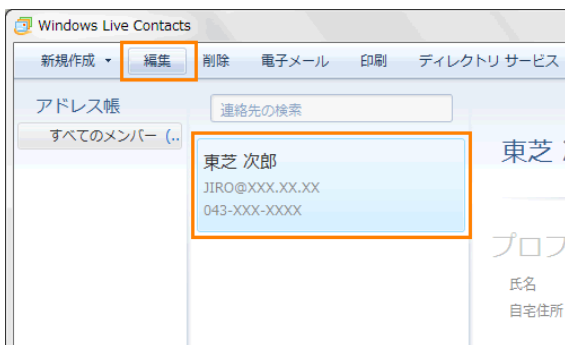 Windows Live Contacts
新規作成 編集 削除 電子メール 印刷 ディレクトリ サービス
アドレス帳
連絡先の検索
すべてのメンバー (..
東芝 次郎
JIRO@XXX.XX.XX
043-XXX-XXXX
東芝
プロフ
氏名
自宅住所